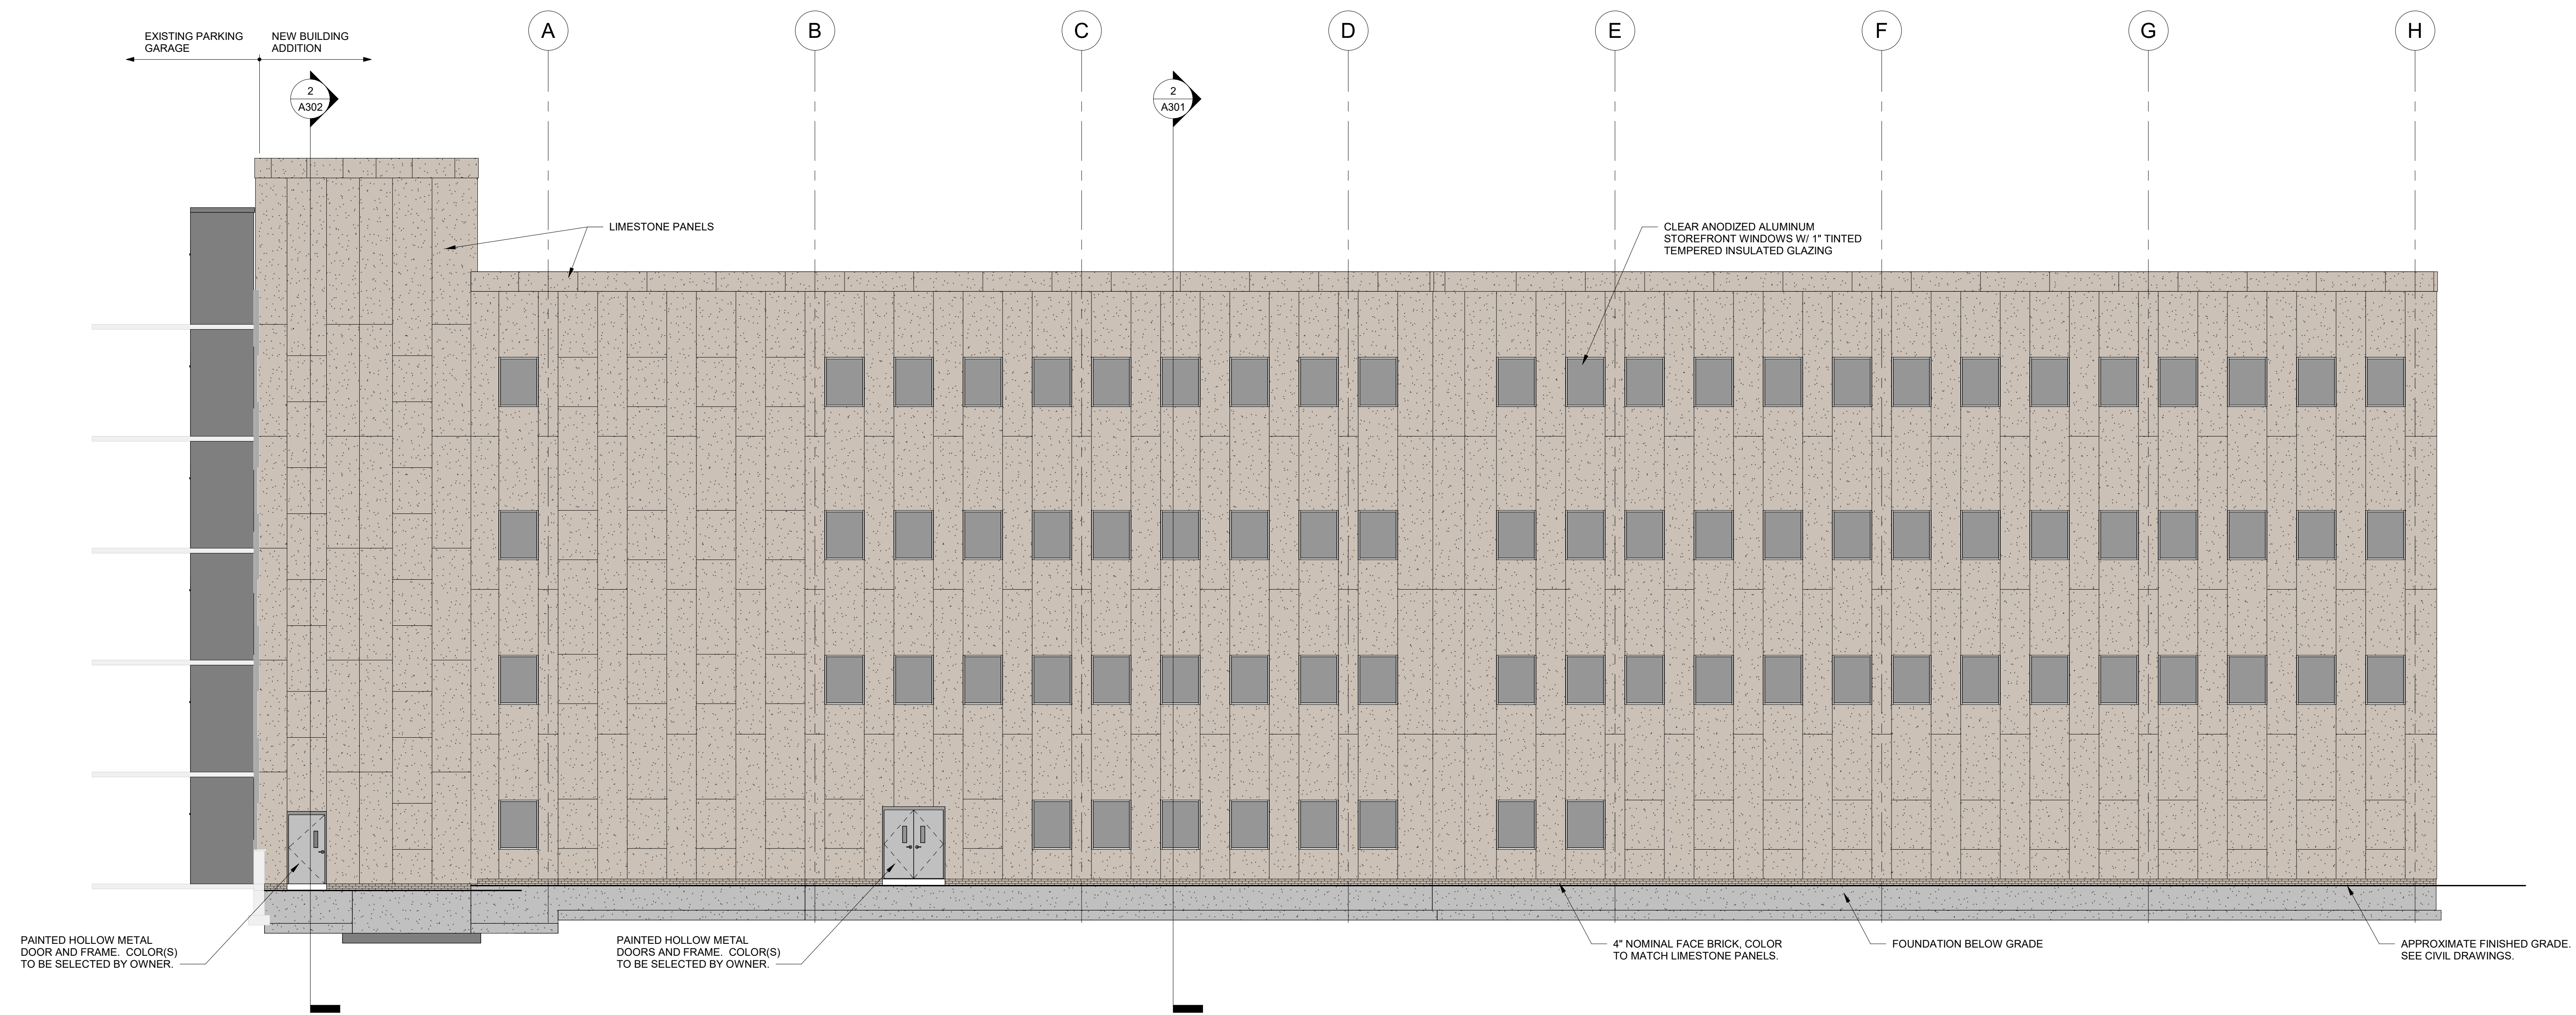 A
B
C
D
E
F
G
H
EXISTING PARKING
GARAGE
NEW BUILDING
ADDITION
2
A302
2
A301
LIMESTONE PANELS
CLEAR ANODIZED ALUMINUM
STOREFRONT WINDOWS W/ 1" TINTED
TEMPERED INSULATED GLAZING
PAINTED HOLLOW METAL
DOOR AND FRAME. COLOR(S)
TO BE SELECTED BY OWNER.
PAINTED HOLLOW METAL
DOORS AND FRAME. COLOR(S)
TO BE SELECTED BY OWNER.
4" NOMINAL FACE BRICK, COLOR
TO MATCH LIMESTONE PANELS.
FOUNDATION BELOW GRADE
APPROXIMATE FINISHED GRADE.
SEE CIVIL DRAWINGS.